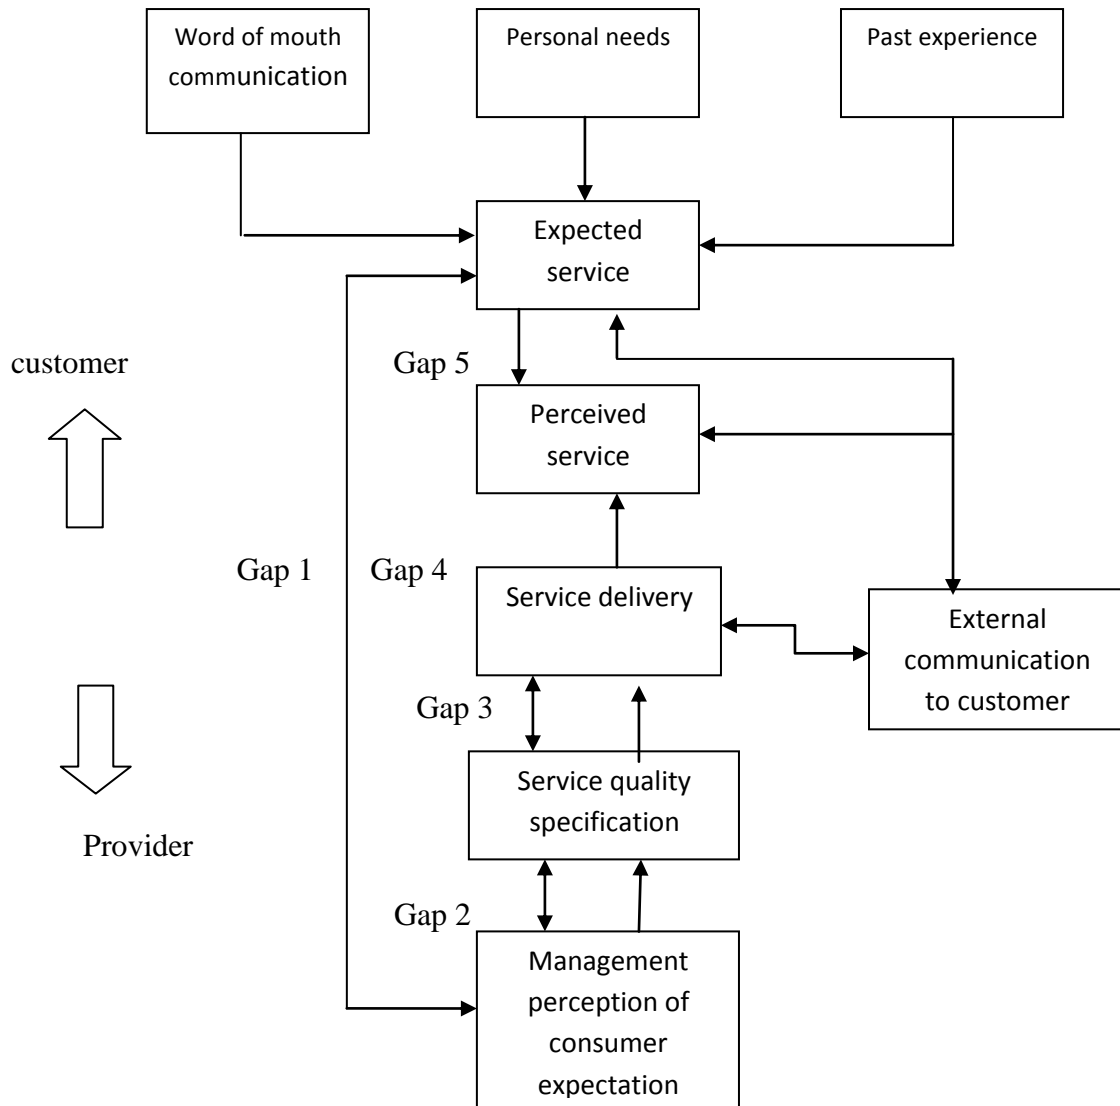 Word of mouth
communication
Personal needs
Past experience
Expected
service
customer
Gap 5
Perceived
service
Gap 1
Gap 4
Service delivery
External
communication
to customer
Gap 3
Service quality
specification
Provider
Gap 2
Management
perception of
consumer
expectation